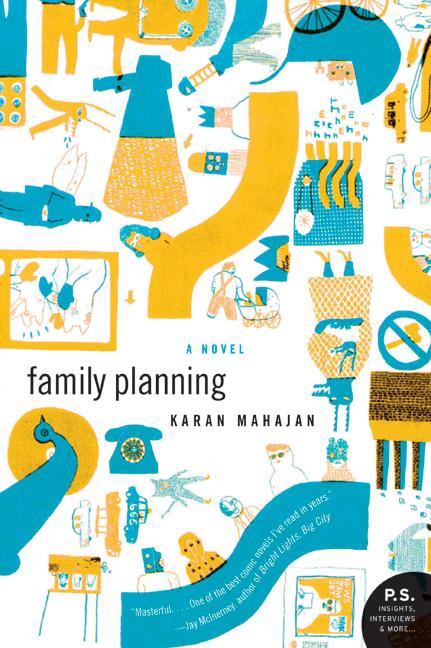 A NOVEL
family planning
KARAN MAHAJAN
999
"Masterful. . . . One of the best comic novels I've read in years."
—Jay McInerney, author of Bright Lights, Big City
P.S.
INSIGHTS,
INTERVIEWS
& MORE...